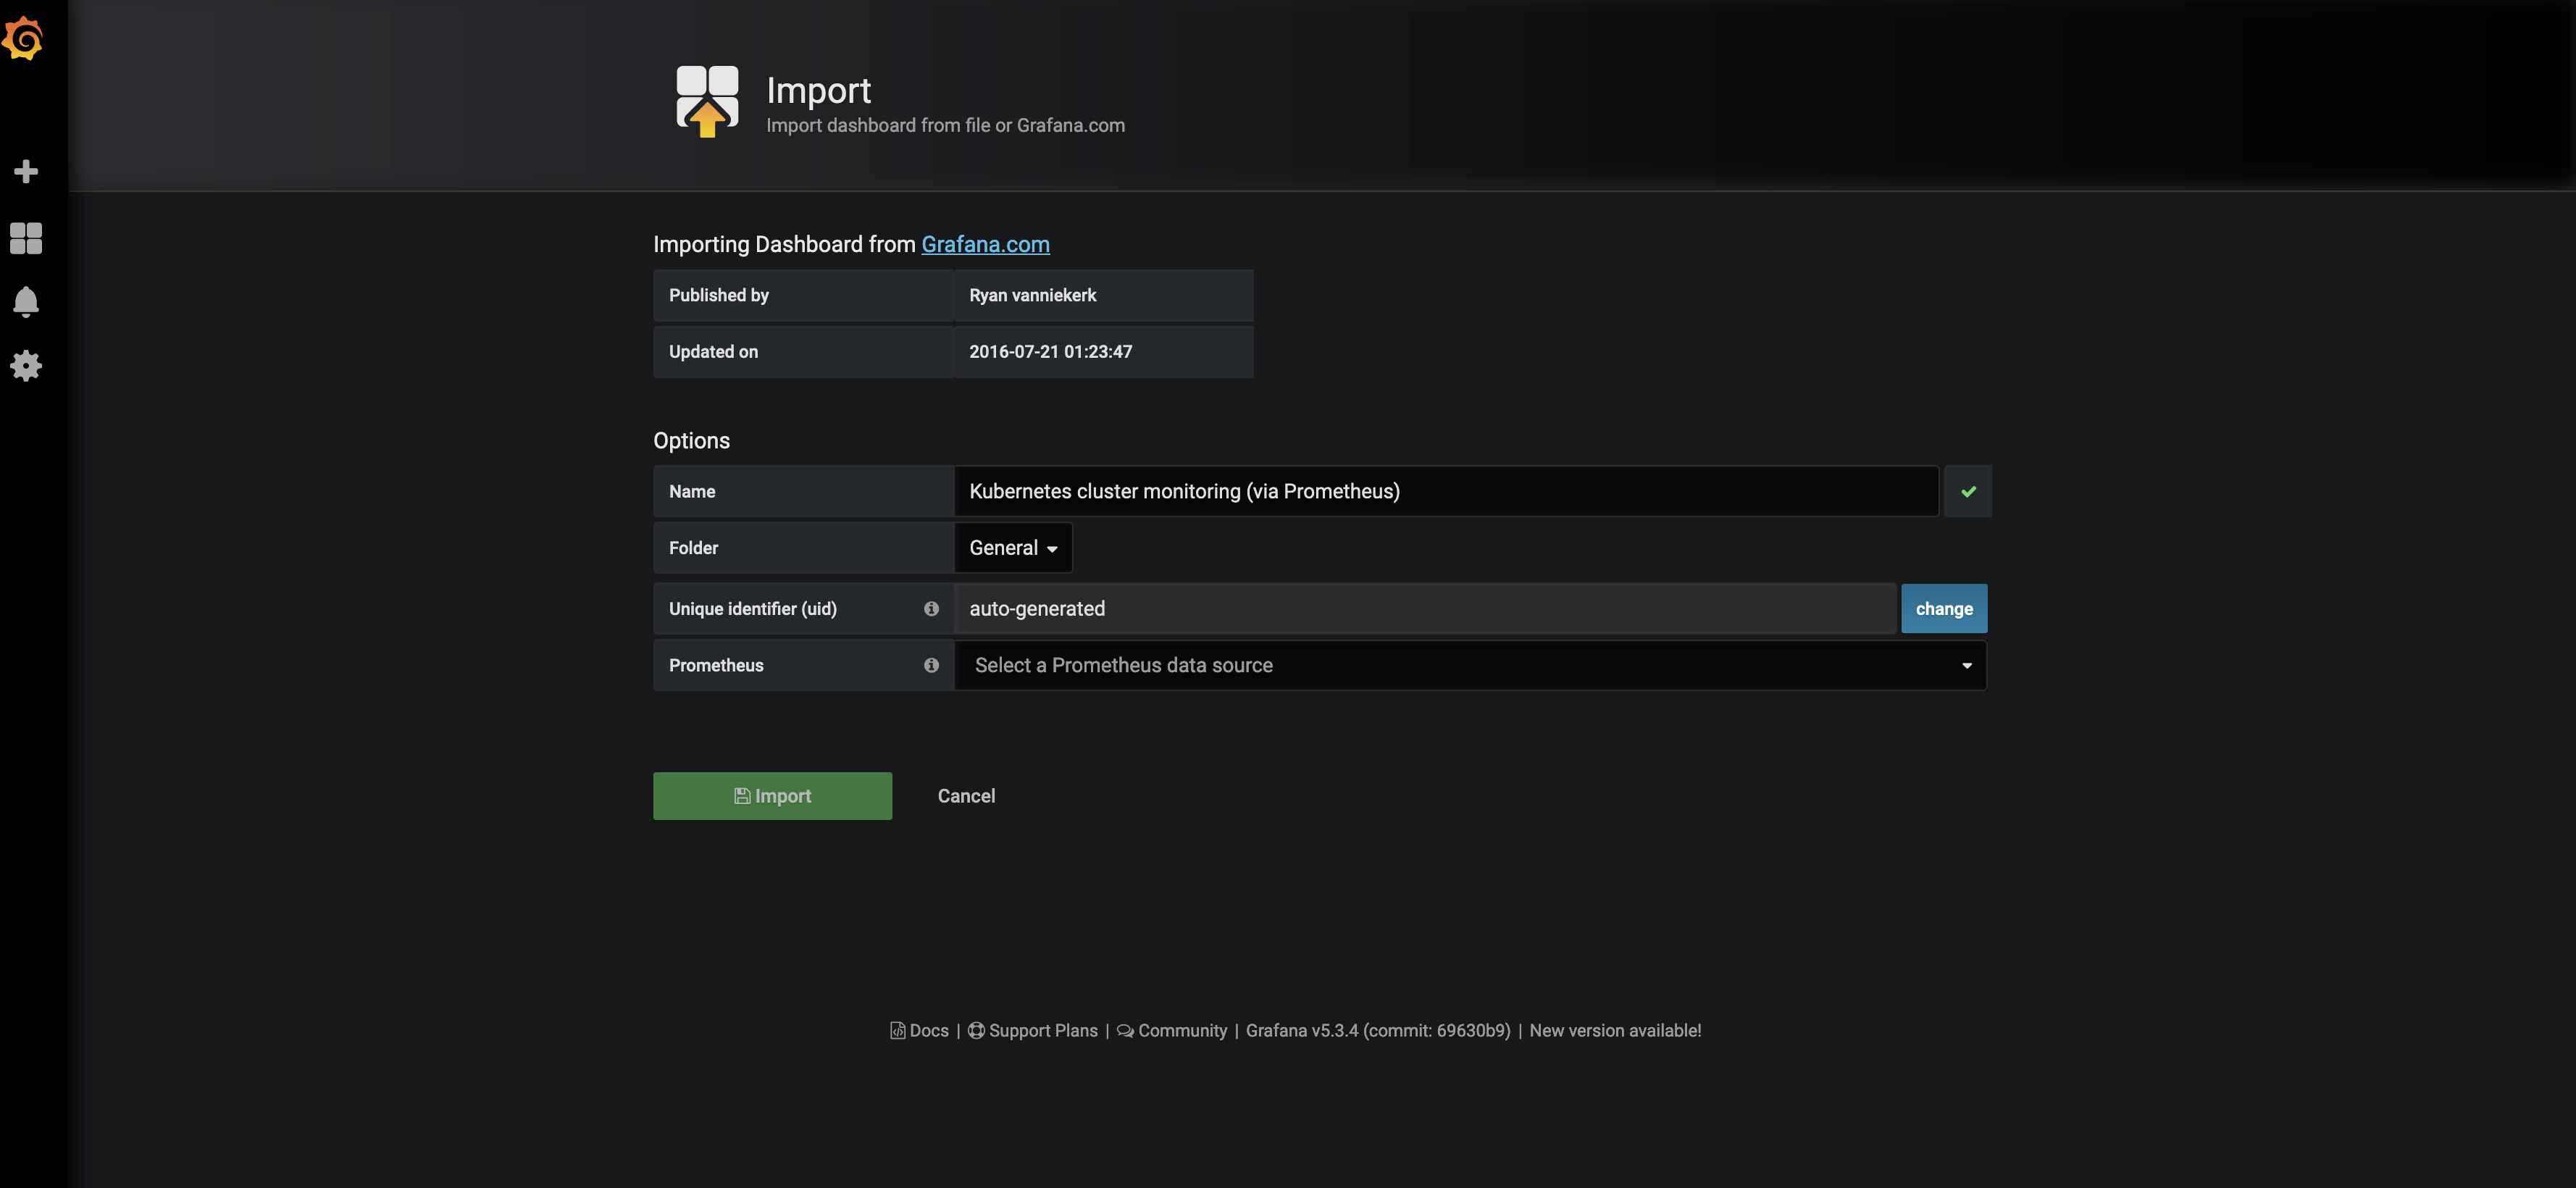 Import
Import dashboard from file or Grafana.com
Importing Dashboard from Grafana.com
Published by Ryan vanniekerk
Updated on 2016-07-21 01:23:47
Options
Name Kubernetes cluster monitoring (via Prometheus)
Folder General
Unique identifier (uid) auto-generated change
Prometheus Select a Prometheus data source
Import Cancel
Docs | Support Plans | Community | Grafana v5.3.4 (commit: 69630b9) | New version available!